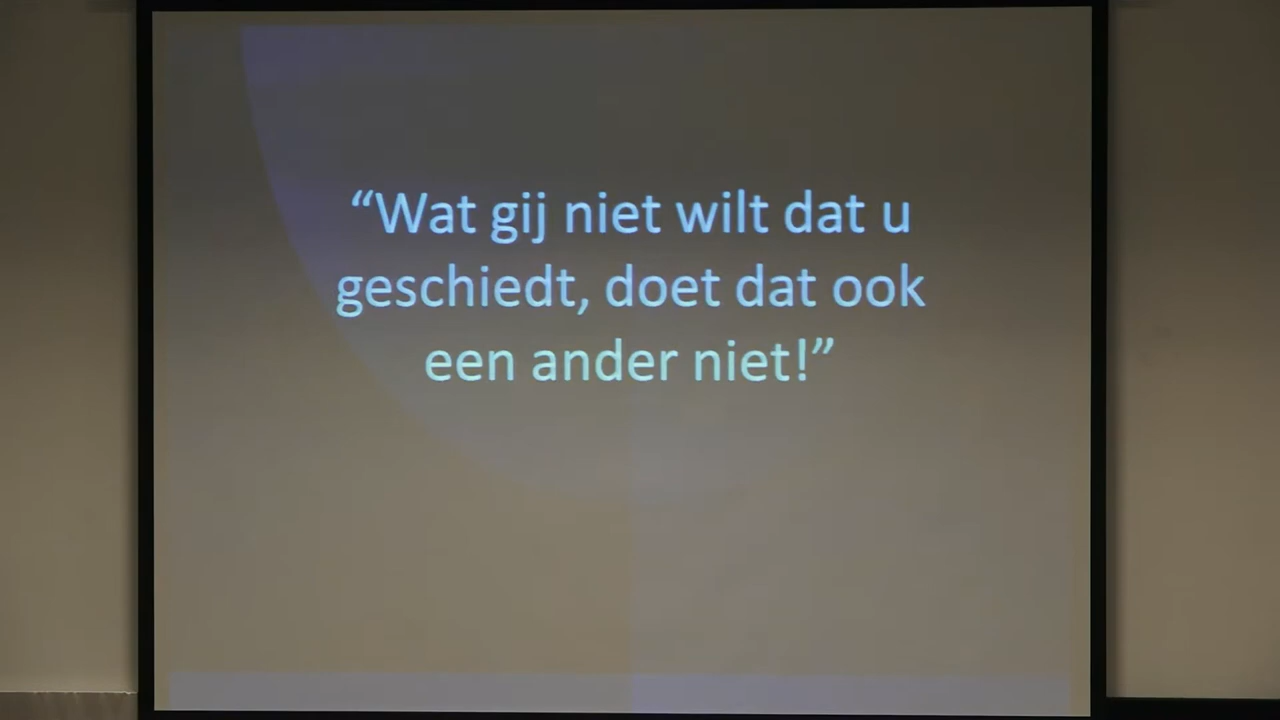 “Wat gij niet wilt dat u
geschiedt, doet dat ook
een ander niet!”